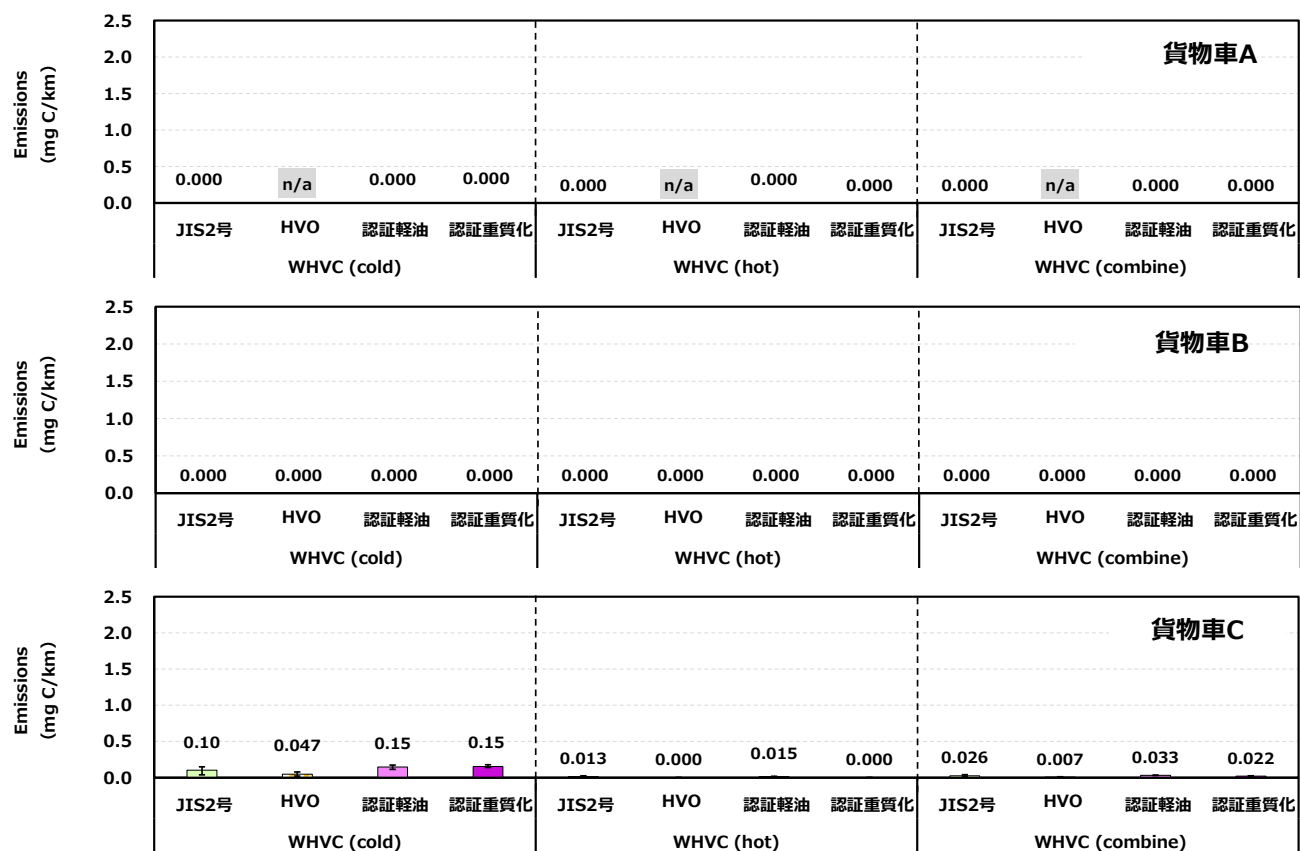 貨物車A
Emissions
(mg C/km)
2.5
2.0
1.5
1.0
0.5
0.0
0.000 n/a 0.000 0.000 0.000 n/a 0.000 0.000 0.000 n/a 0.000 0.000
JIS2号 HVO 認証軽油 認証重質化 JIS2号 HVO 認証軽油 認証重質化 JIS2号 HVO 認証軽油 認証重質化
WHVC (cold) WHVC (hot) WHVC (combine)
貨物車B
Emissions
(mg C/km)
2.5
2.0
1.5
1.0
0.5
0.0
0.000 0.000 0.000 0.000 0.000 0.000 0.000 0.000 0.000 0.000 0.000 0.000
JIS2号 HVO 認証軽油 認証重質化 JIS2号 HVO 認証軽油 認証重質化 JIS2号 HVO 認証軽油 認証重質化
WHVC (cold) WHVC (hot) WHVC (combine)
貨物車C
Emissions
(mg C/km)
2.5
2.0
1.5
1.0
0.5
0.0
0.10 0.047 0.15 0.15 0.013 0.000 0.015 0.000 0.026 0.007 0.033 0.022
JIS2号 HVO 認証軽油 認証重質化 JIS2号 HVO 認証軽油 認証重質化 JIS2号 HVO 認証軽油 認証重質化
WHVC (cold) WHVC (hot) WHVC (combine)